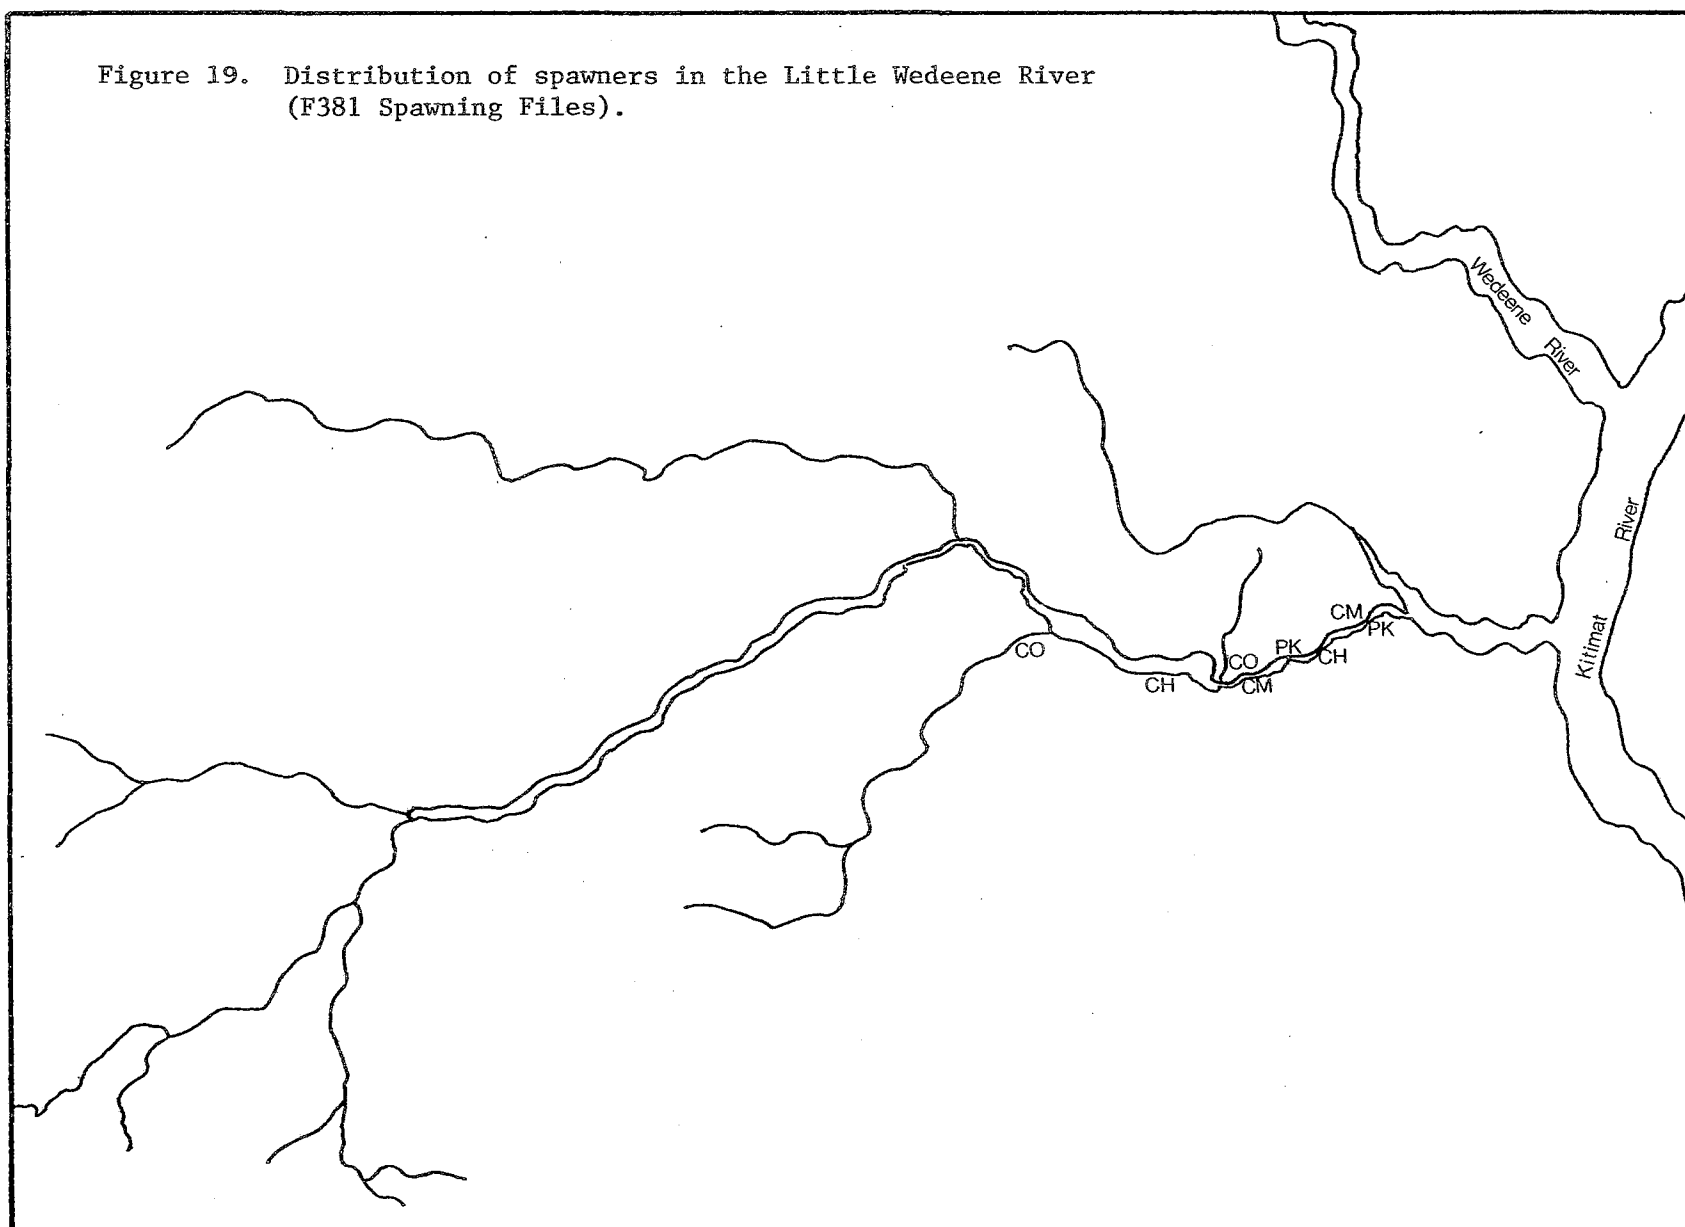 Figure 19. Distribution of spawners in the Little Wedeene River
(F381 Spawning Files).
Wedeene River
Kitimat River
CM
PK
CO
PK
CH
CO
CH
CM